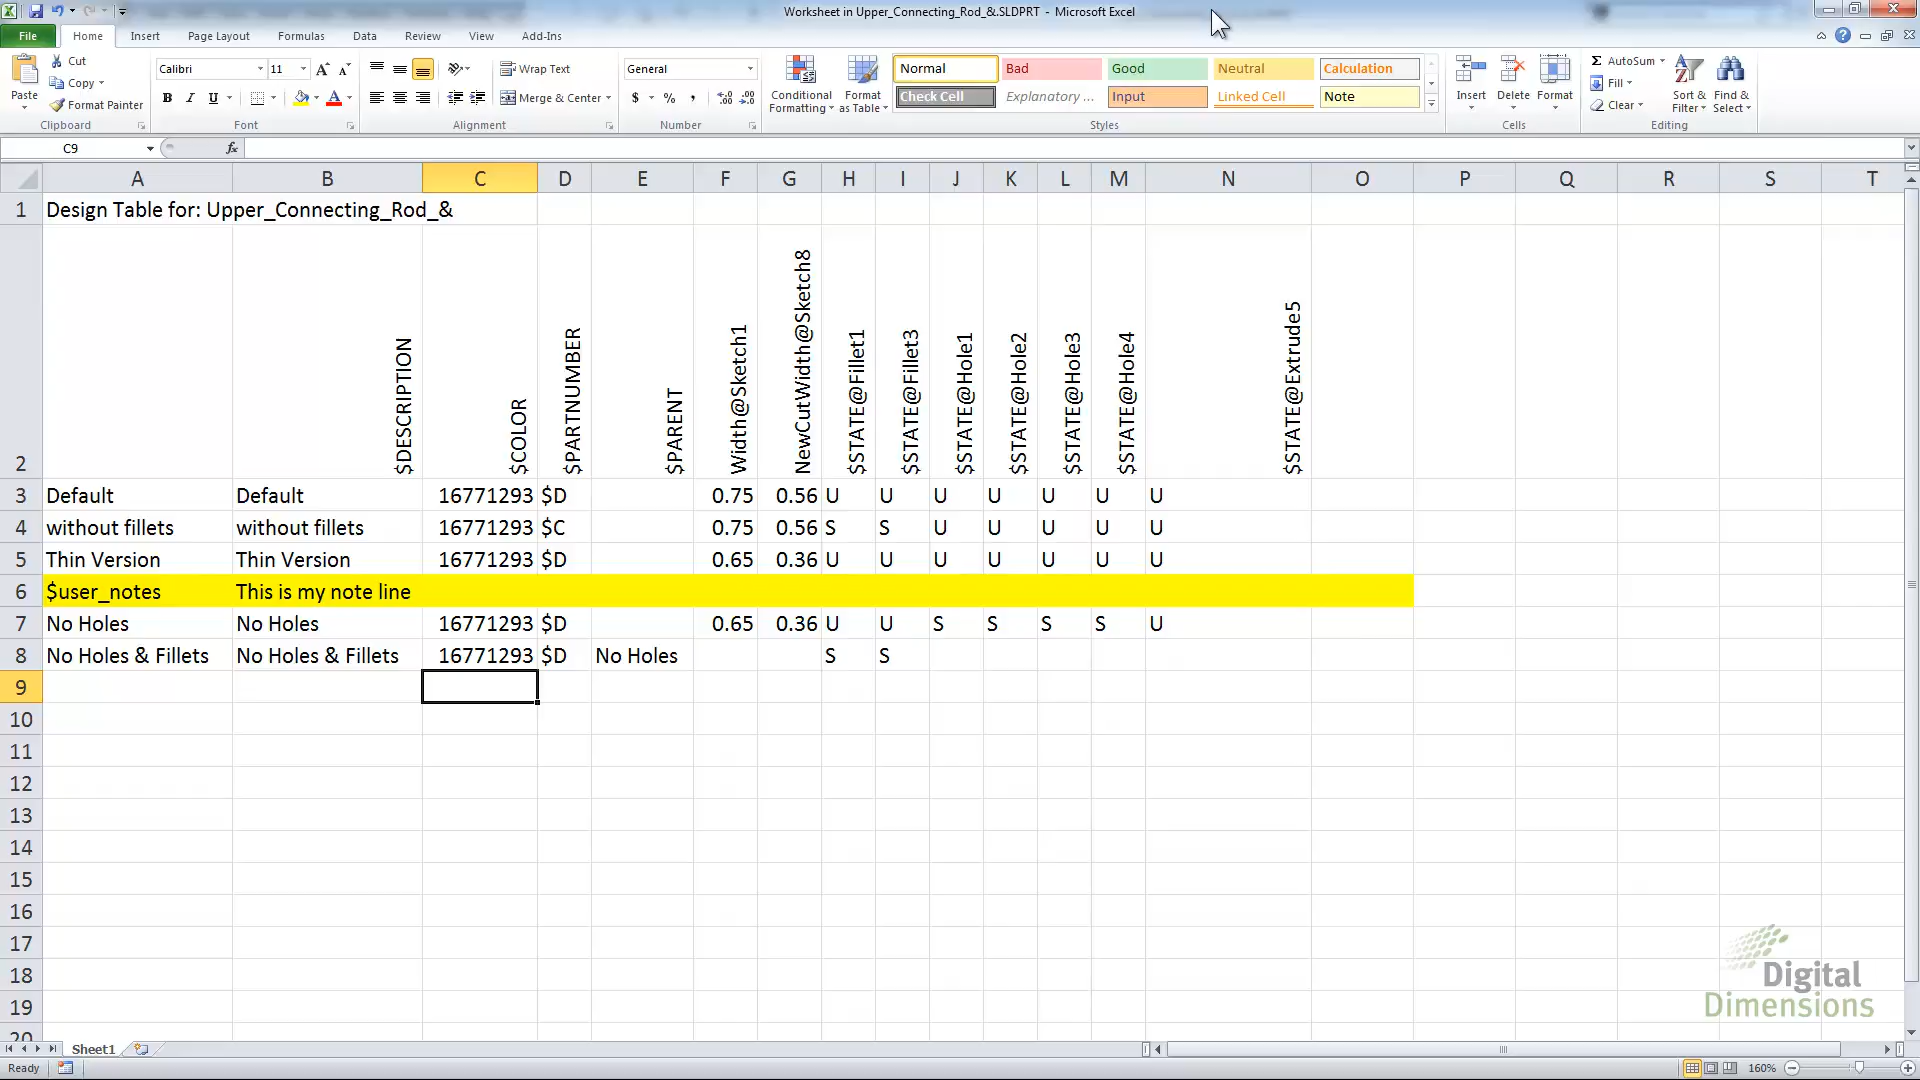 Worksheet in Upper_Connecting_Rod_&.SLDPRT - Microsoft Excel
File Home Insert Page Layout Formulas Data Review View Add-Ins
Paste Cut Copy Format Painter
Calibri 11
B I U
Wrap Text
Merge & Center
General
$ % ,
Conditional Formatting
Format as Table
Normal Bad Good Neutral Calculation
Check Cell Explanatory ... Input Linked Cell Note
Insert Delete Format
Σ AutoSum
Fill
Clear
Sort & Filter
Find & Select
Clipboard Font Alignment Number Styles Cells Editing
C9 fx
A B C D E F G H I J K L M N O P Q R S T
1 Design Table for: Upper_Connecting_Rod_&
2 $DESCRIPTION $COLOR $PARTNUMBER $PARENT Width@Sketch1 NewCutWidth@Sketch8 $STATE@Fillet1 $STATE@Fillet3 $STATE@Hole1 $STATE@Hole2 $STATE@Hole3 $STATE@Hole4 $STATE@Extrude5
3 Default Default 16771293 $D 0.75 0.56 U U U U U U U
4 without fillets without fillets 16771293 $C 0.75 0.56 S S U U U U U
5 Thin Version Thin Version 16771293 $D 0.65 0.36 U U U U U U U
6 $user_notes This is my note line
7 No Holes No Holes 16771293 $D 0.65 0.36 U U S S S S U
8 No Holes & Fillets No Holes & Fillets 16771293 $D No Holes S S
9
10
11
12
13
14
15
16
17
18
19
20
Digital
Dimensions
Sheet1
Ready 160%